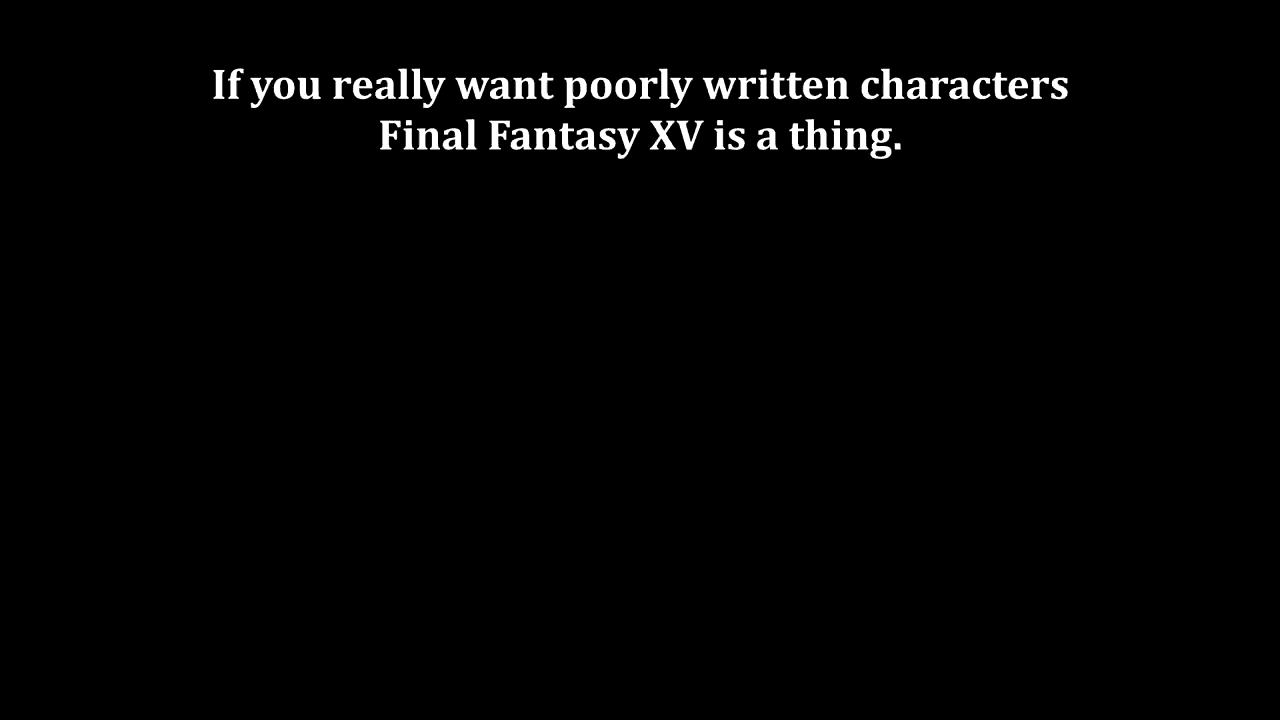 If you really want poorly written characters
Final Fantasy XV is a thing.